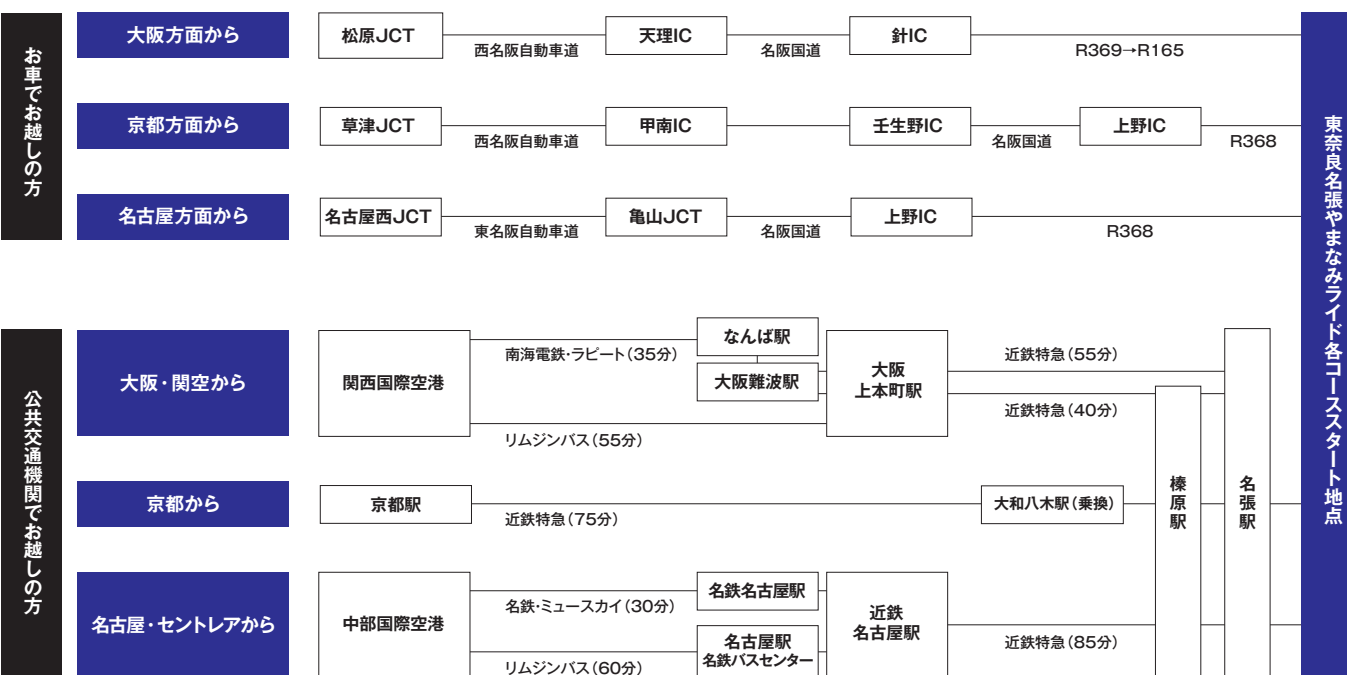 お車でお越しの方
大阪方面から
松原JCT
西名阪自動車道
天理IC
名阪国道
針IC
R369→R165
京都方面から
草津JCT
西名阪自動車道
甲南IC
壬生野IC
名阪国道
上野IC
R368
名古屋方面から
名古屋西JCT
東名阪自動車道
亀山JCT
名阪国道
上野IC
R368
公共交通機関でお越しの方
大阪・関空から
関西国際空港
南海電鉄・ラピート（35分）
なんば駅
大阪難波駅
リムジンバス（55分）
大阪
上本町駅
近鉄特急（55分）
近鉄特急（40分）
京都から
京都駅
近鉄特急（75分）
大和八木駅（乗換）
榛原駅
名張駅
名古屋・セントレアから
中部国際空港
名鉄・ミュースカイ（30分）
名鉄名古屋駅
リムジンバス（60分）
名古屋駅
名鉄バスセンター
近鉄
名古屋駅
近鉄特急（85分）
東奈良名張やまなみライド各コーススタート地点